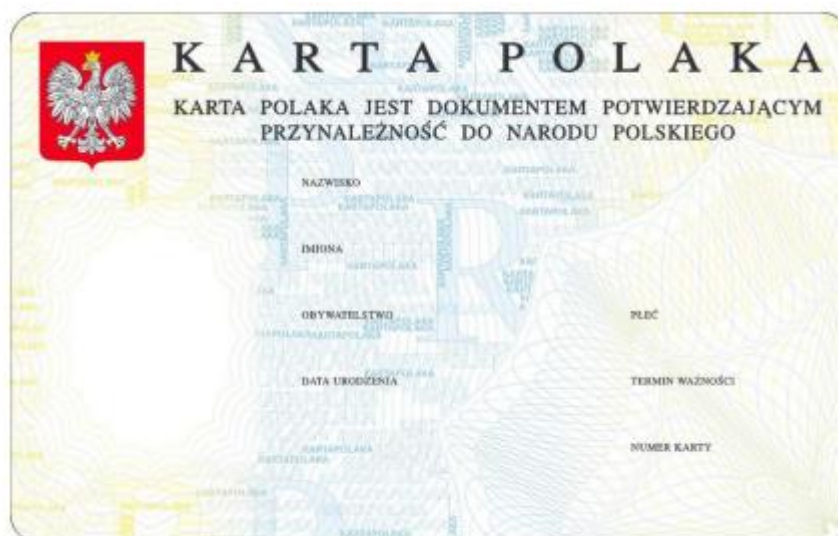 KARTA POLAKA
KARTA POLAKA JEST DOKUMENTEM POTWIERDZAJĄCYM
PRZYNALEŻNOŚĆ DO NARODU POLSKIEGO
NAZWISKO
IMIONA
OBYWATELSTWO
PŁEĆ
DATA URODZENIA
TERMIN WAŻNOŚCI
NUMER KARTY